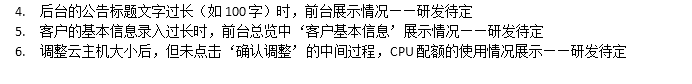 4. 后台的公告标题文字过长（如100字）时，前台展示情况——研发待定
5. 客户的基本信息录入过长时，前台总览中‘客户基本信息’展示情况——研发待定
6. 调整云主机大小后，但未点击‘确认调整’的中间过程，CPU配额的使用情况展示——研发待定